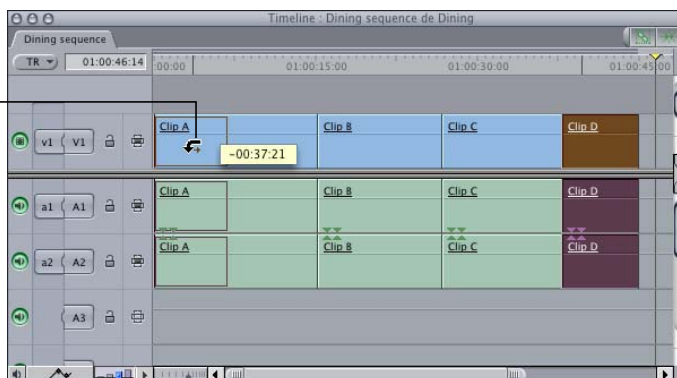 Timeline : Dining sequence de Dining
Dining sequence
TR 01:00:46:14 :00:00 01:00:15:00 01:00:30:00 01:00:45:00
v1 V1 Clip A Clip B Clip C Clip D
-00:37:21
a1 A1 Clip A Clip B Clip C Clip D
a2 A2 Clip A Clip B Clip C Clip D
A3